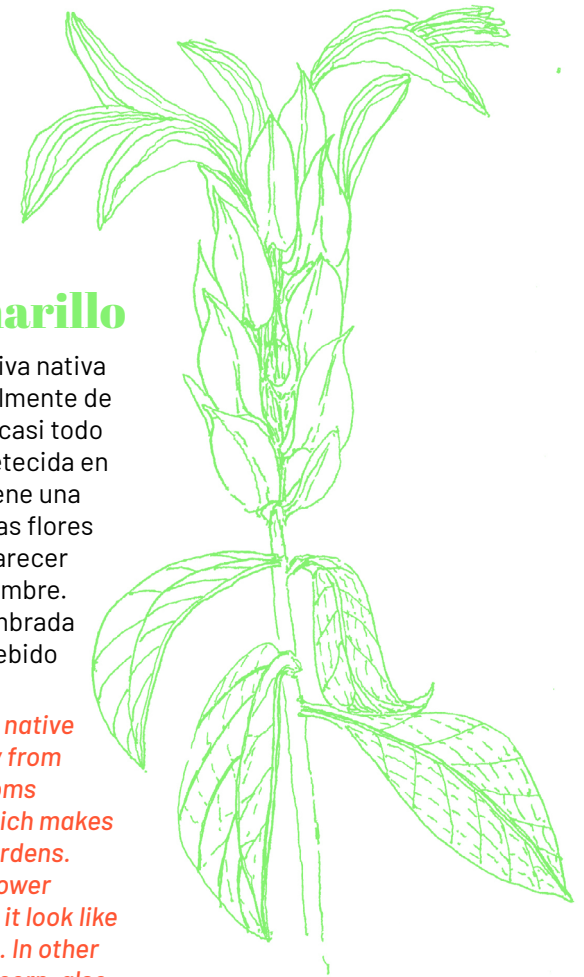 arillo
iva nativa
lmente de
casi todo
etecida en
ene una
as flores
arecer
mbre.
mbrada
ebido
native
y from
oms
ich makes
rdens.
ower
it look like
. In other